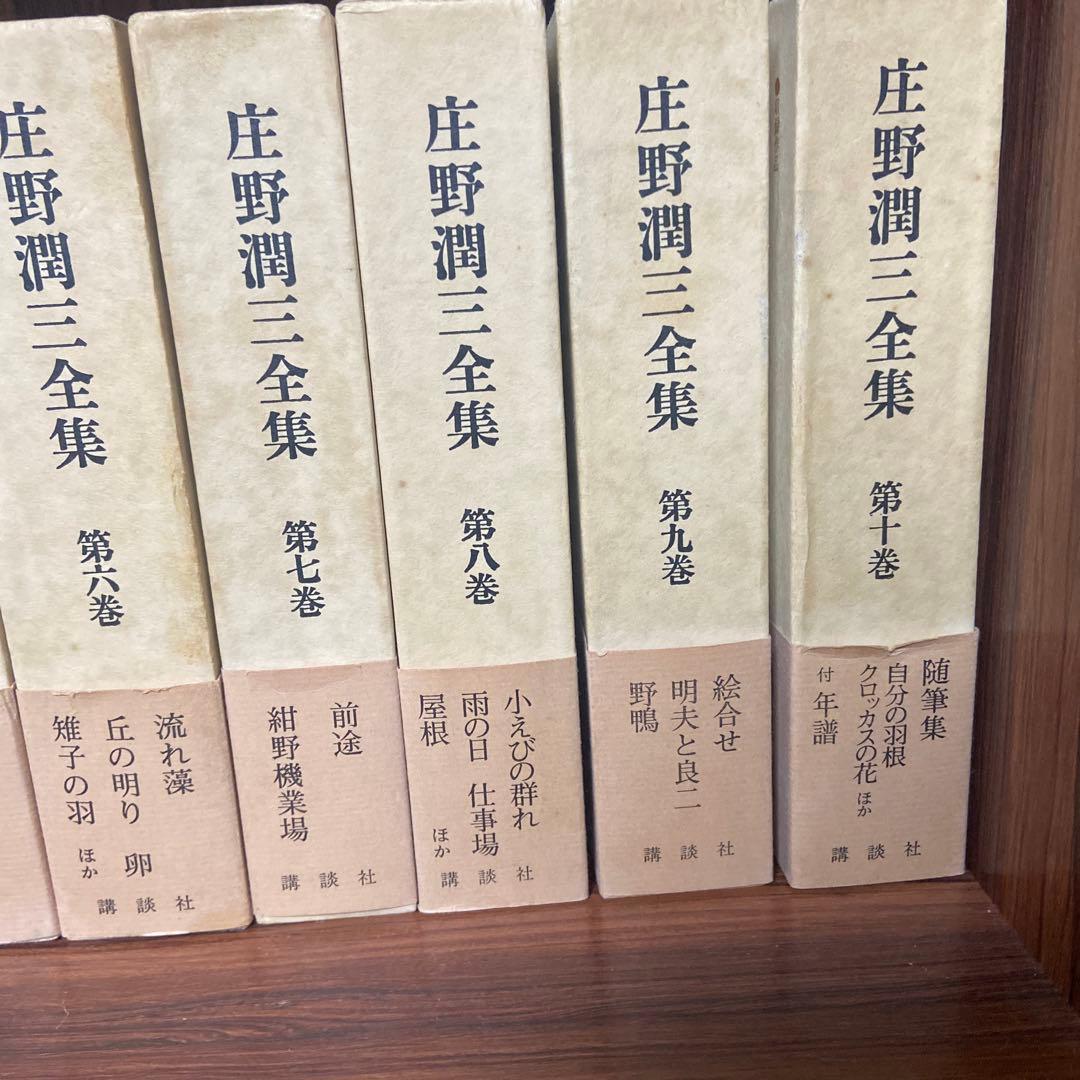 庄野潤三全集
第六巻
流れ藻
丘の明り 卵
雉子の羽 ほか
講談社
庄野潤三全集
第七巻
前途
紺野機業場
講談社
庄野潤三全集
第八巻
小えびの群れ
雨の日 仕事場
屋根 ほか
講談社
庄野潤三全集
第九巻
絵合せ
明夫と良二
野鴨
講談社
庄野潤三全集
第十巻
随筆集
自分の羽根
クロッカスの花 ほか
付 年譜
講談社